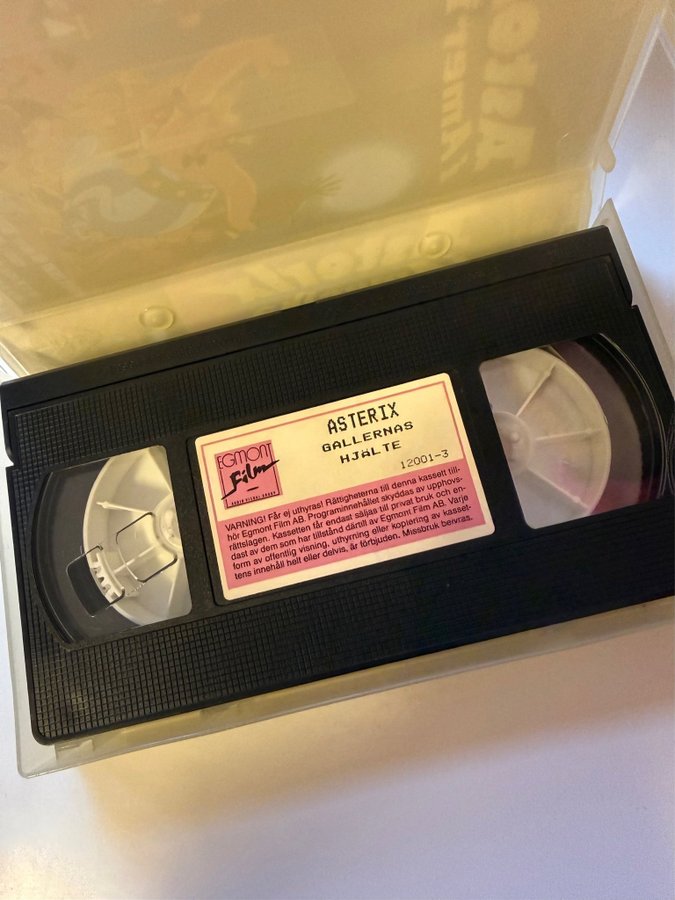 ASTERIX
GALLERNAS
HJÄLTE
12001-3
EGMONT
Film
VARNING! Får ej uthyras! Rättigheterna till denna kassett till-
hör Egmont Film AB. Programinnehållet skyddas av upphovs-
rättslagen. Kassetten får endast säljas till privat bruk och en-
dast av dem som har tillstånd därtill av Egmont Film AB. Varje
form av offentlig visning, uthyrning eller kopiering av kasset-
tens innehåll helt eller delvis, är förbjuden. Missbruk beivras.